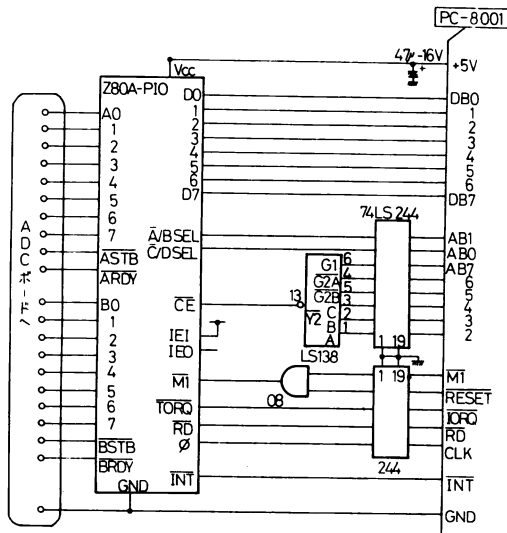 PC-8001
47μ-16V
+
+5V
Vcc
Z80A-PIO
D0
1
2
3
4
5
6
D7
DB0
1
2
3
4
5
6
DB7
A0
1
2
3
4
5
6
7
ASTB
ARDY
B0
1
2
3
4
5
6
7
BSTB
BRDY
GND
ADCボードへ
A/BSEL
C/DSEL
CE
IEI
IEO
M1
TORQ
RD
Ø
INT
13
G1
G2A
G2B
C
B
A
Y2
6
4
5
3
2
1
LS138
08
74LS244
1
19
1
19
244
AB1
AB0
AB7
6
5
4
3
2
M1
RESET
IORQ
RD
CLK
INT
GND